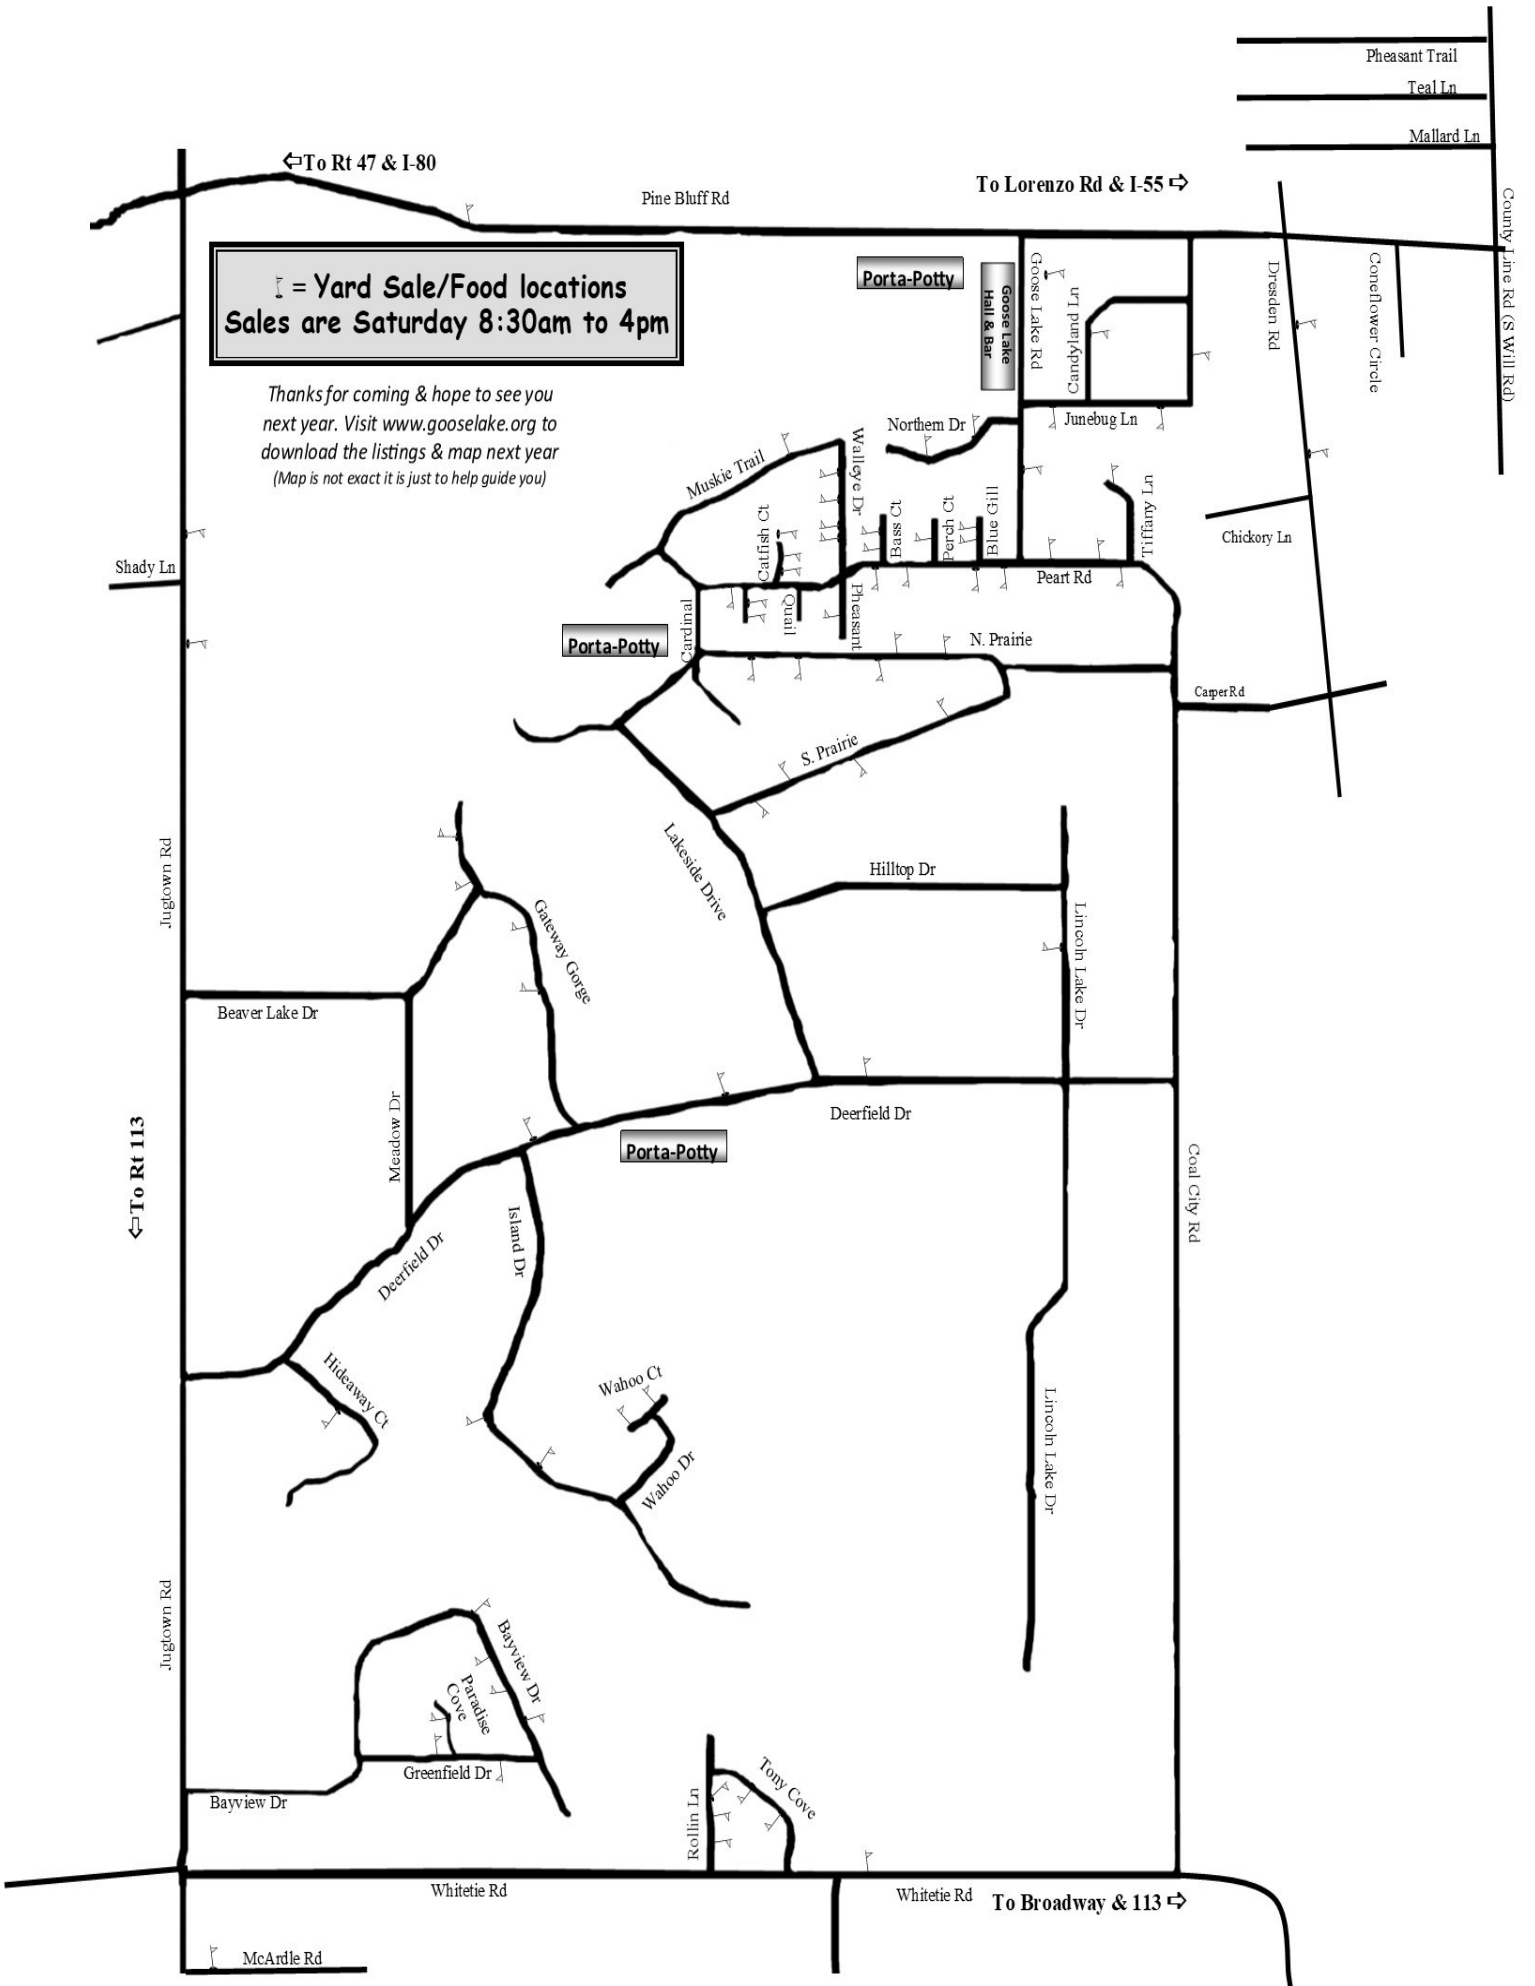 Pheasant Trail
Teal Ln
Mallard Ln
⇦To Rt 47 & I-80
To Lorenzo Rd & I-55 ⇨
Pine Bluff Rd
County Line Rd (S Will Rd)
= Yard Sale/Food locations
Sales are Saturday 8:30am to 4pm
Porta-Potty
Goose Lake
Hall & Bar
Goose Lake Rd
Candyland Ln
Dresden Rd
Coneflower Circle
Thanks for coming & hope to see you
next year. Visit www.gooselake.org to
download the listings & map next year
(Map is not exact it is just to help guide you)
Northern Dr
Junebug Ln
Muskie Trail
Walleye Dr
Catfish Ct
Bass Ct
Perch Ct
Blue Gill
Tiffany Ln
Chickory Ln
Shady Ln
Peart Rd
Cardinal
Quail
Pheasant
Porta-Potty
N. Prairie
Carper Rd
S. Prairie
Jugtown Rd
Lakeside Drive
Hilltop Dr
Gateway Gorge
Lincoln Lake Dr
Beaver Lake Dr
Meadow Dr
Deerfield Dr
Porta-Potty
⇦To Rt 113
Coal City Rd
Island Dr
Deerfield Dr
Hideaway Ct
Wahoo Ct
Wahoo Dr
Lincoln Lake Dr
Jugtown Rd
Bayview Dr
Paradise
Cove
Greenfield Dr
Bayview Dr
Rollin Ln
Tony Cove
Whitetie Rd
Whitetie Rd
To Broadway & 113 ⇨
McArdle Rd